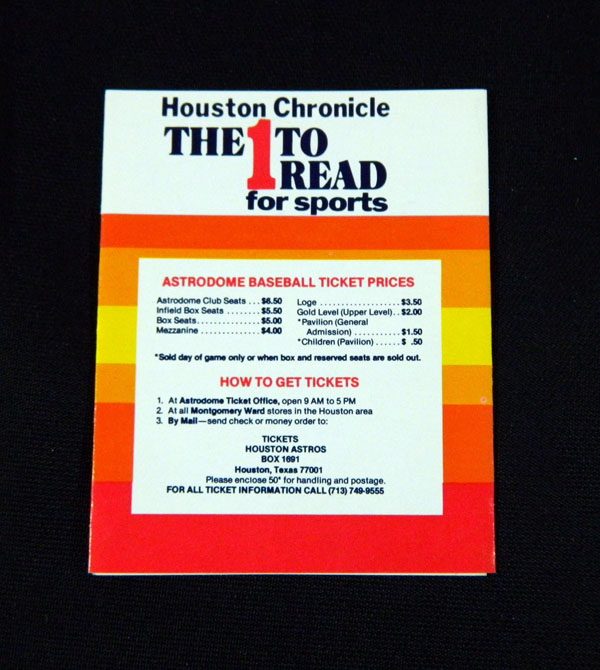 Houston Chronicle
THE 1 TO
READ
for sports
ASTRODOME BASEBALL TICKET PRICES
Astrodome Club Seats ... $6.50
Infield Box Seats ........ $5.50
Box Seats .............. $5.00
Mezzanine ............. $4.00
Loge .................... $3.50
Gold Level (Upper Level) .. $2.00
*Pavilion (General
Admission) ........... $1.50
*Children (Pavilion) ...... $ .50
*Sold day of game only or when box and reserved seats are sold out.
HOW TO GET TICKETS
1. At Astrodome Ticket Office, open 9 AM to 5 PM
2. At all Montgomery Ward stores in the Houston area
3. By Mail—send check or money order to:
TICKETS
HOUSTON ASTROS
BOX 1691
Houston, Texas 77001
Please enclose 50¢ for handling and postage.
FOR ALL TICKET INFORMATION CALL (713) 749-9555